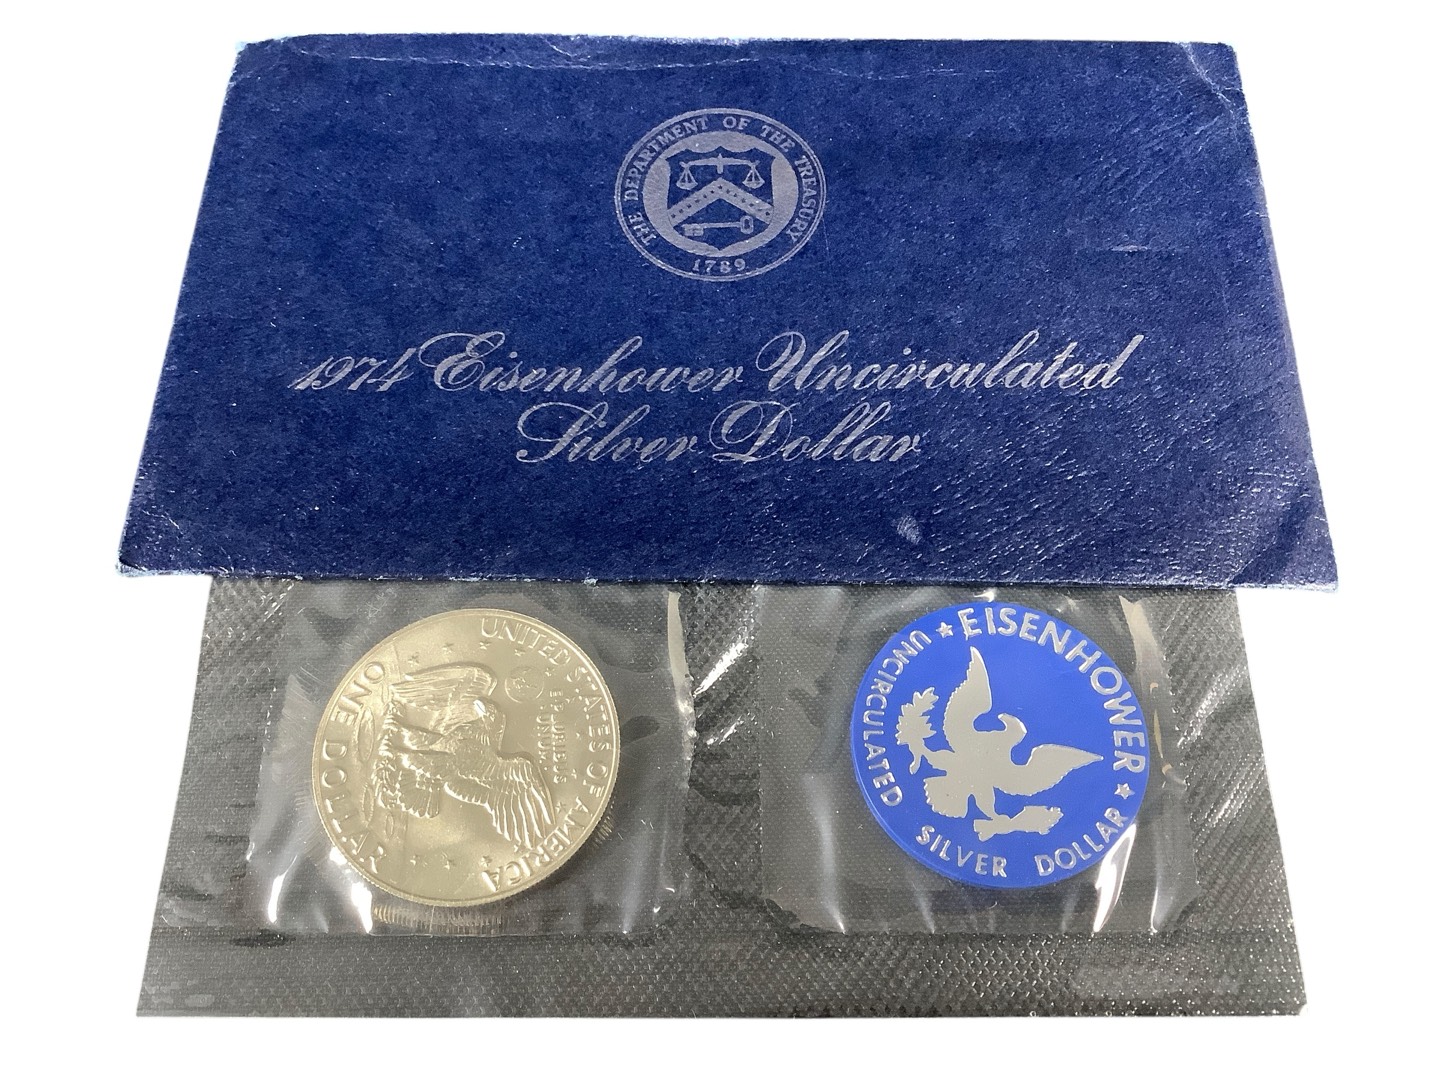 THE DEPARTMENT OF THE TREASURY
1789
1974 Eisenhower Uncirculated
Silver Dollar
UNITED STATES OF AMERICA
E PLURIBUS
UNUM
ONE DOLLAR
EISENHOWER
UNCIRCULATED
SILVER DOLLAR